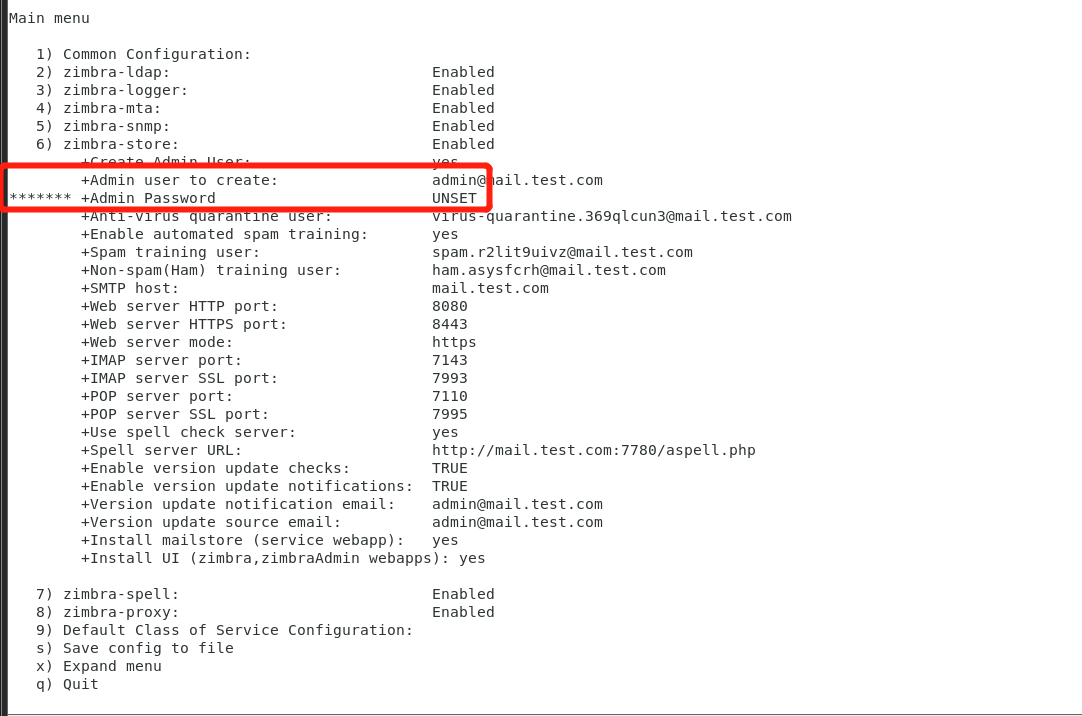 Main menu
1) Common Configuration:
2) zimbra-ldap: Enabled
3) zimbra-logger: Enabled
4) zimbra-mta: Enabled
5) zimbra-snmp: Enabled
6) zimbra-store: Enabled
+Create Admin User: yes
+Admin user to create: admin@mail.test.com
******* +Admin Password UNSET
+Anti-virus quarantine user: virus-quarantine.369qlcun3@mail.test.com
+Enable automated spam training: yes
+Spam training user: spam.r2lit9uivz@mail.test.com
+Non-spam(Ham) training user: ham.asysfcrh@mail.test.com
+SMTP host: mail.test.com
+Web server HTTP port: 8080
+Web server HTTPS port: 8443
+Web server mode: https
+IMAP server port: 7143
+IMAP server SSL port: 7993
+POP server port: 7110
+POP server SSL port: 7995
+Use spell check server: yes
+Spell server URL: http://mail.test.com:7780/aspell.php
+Enable version update checks: TRUE
+Enable version update notifications: TRUE
+Version update notification email: admin@mail.test.com
+Version update source email: admin@mail.test.com
+Install mailstore (service webapp): yes
+Install UI (zimbra,zimbraAdmin webapps): yes
7) zimbra-spell: Enabled
8) zimbra-proxy: Enabled
9) Default Class of Service Configuration:
s) Save config to file
x) Expand menu
q) Quit